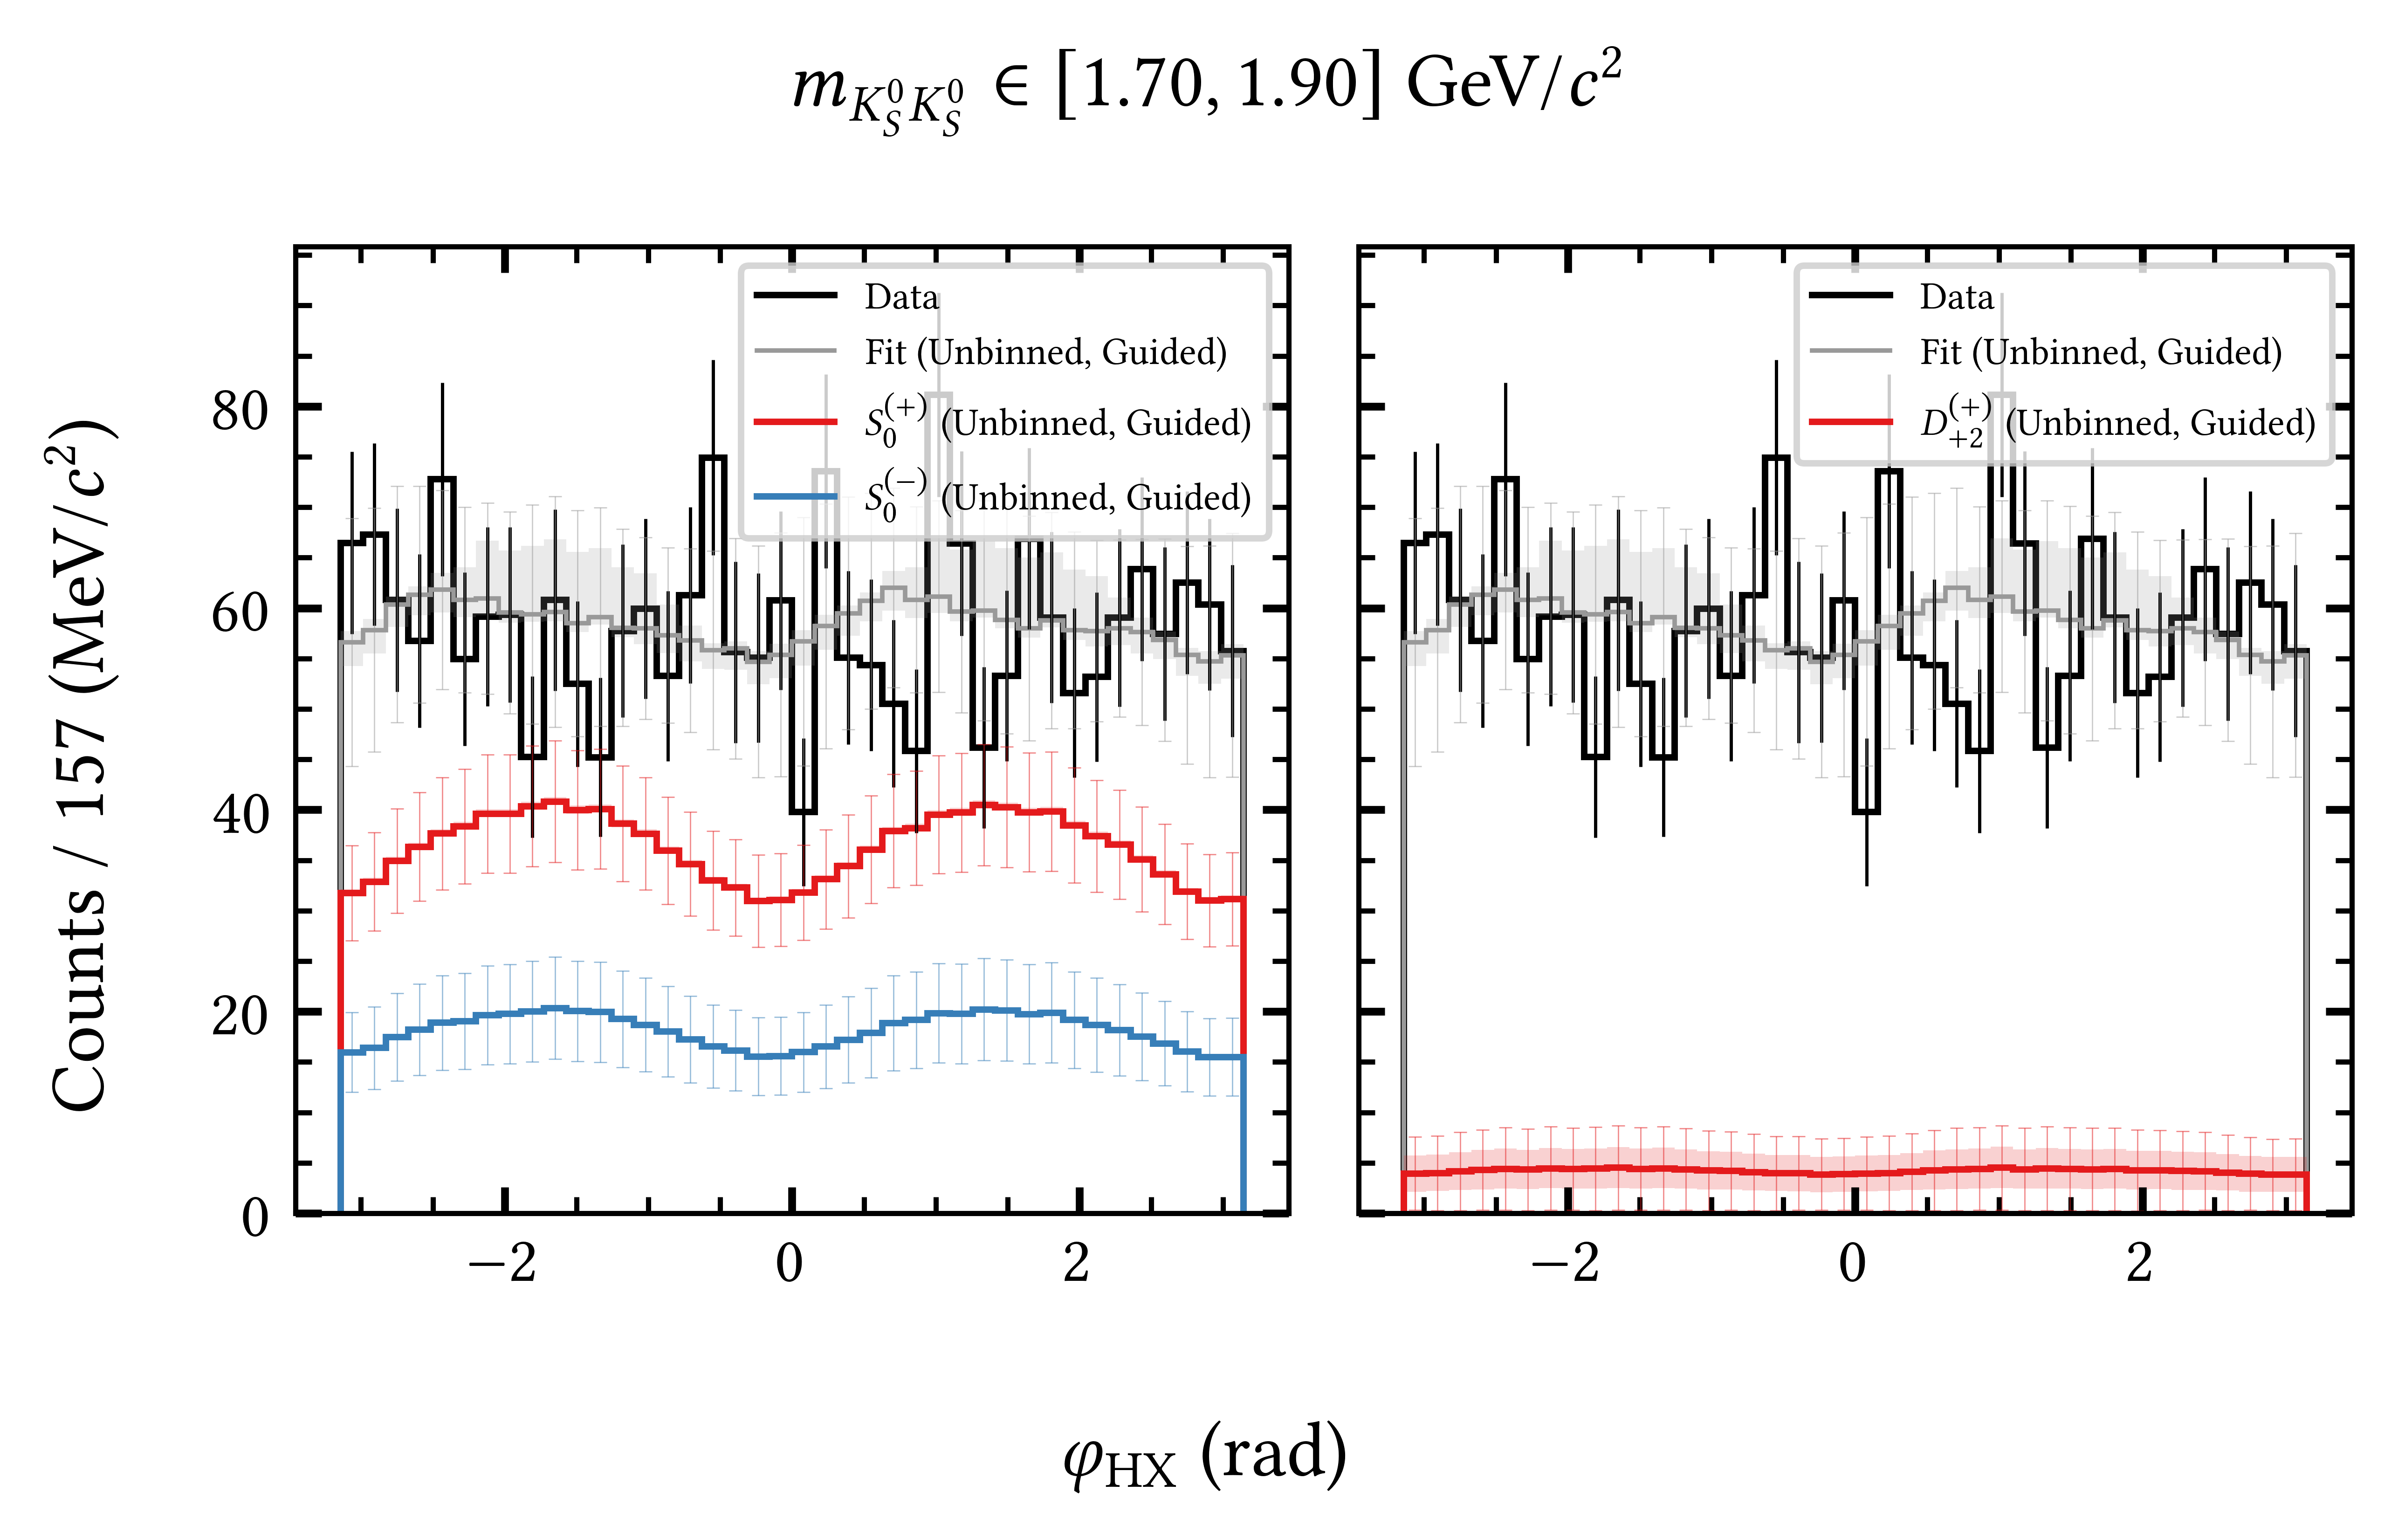 m_{K_S^0 K_S^0} ∈ [1.70, 1.90] GeV/c²
Counts / 157 (MeV/c²)
80
60
40
20
0
Data
Fit (Unbinned, Guided)
S_0^{(+)} (Unbinned, Guided)
S_0^{(−)} (Unbinned, Guided)
−2
0
2
Data
Fit (Unbinned, Guided)
D_{+2}^{(+)} (Unbinned, Guided)
−2
0
2
φ_{HX} (rad)